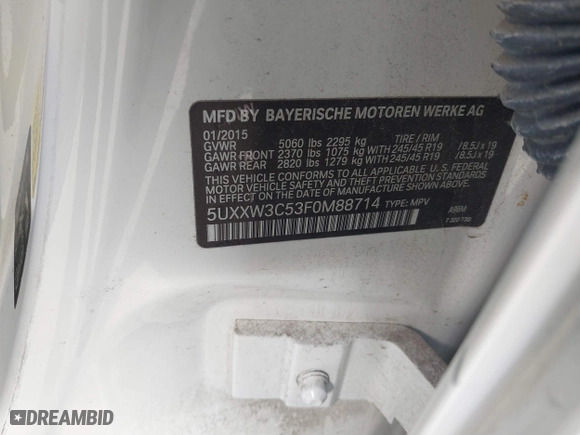 MFD BY BAYERISCHE MOTOREN WERKE AG
01/2015
GVWR 5060 lbs 2295 kg TIRE / RIM
GAWR FRONT 2370 lbs 1075 kg WITH 245/45 R19 / 8.5J x 19
GAWR REAR 2820 lbs 1279 kg WITH 245/45 R19 / 8.5J x 19
THIS VEHICLE CONFORMS TO ALL APPLICABLE U.S. FEDERAL
MOTOR VEHICLE SAFETY STANDARDS IN EFFECT ON THE
DATE OF MANUFACTURE SHOWN ABOVE.
5UXXW3C53F0M88714 TYPE: MPV
DREAMBID